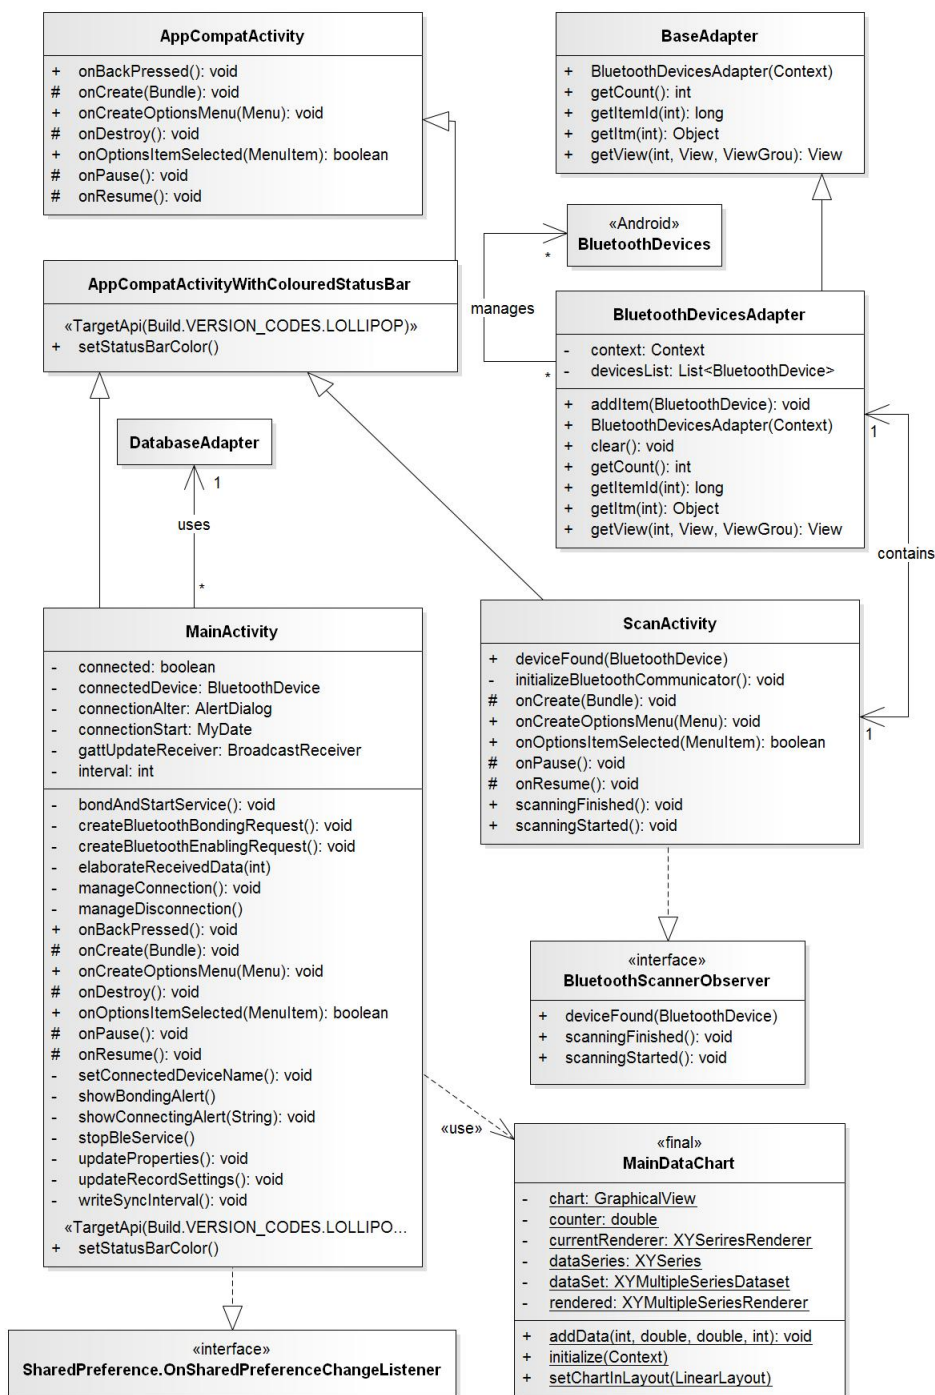 AppCompatActivity
+ onBackPressed(): void
# onCreate(Bundle): void
+ onCreateOptionsMenu(Menu): void
# onDestroy(): void
+ onOptionsItemSelected(MenuItem): boolean
# onPause(): void
# onResume(): void
BaseAdapter
+ BluetoothDevicesAdapter(Context)
+ getCount(): int
+ getItemId(int): long
+ getItm(int): Object
+ getView(int, View, ViewGrou): View
«Android»
BluetoothDevices
*
manages
*
AppCompatActivityWithColouredStatusBar
«TargetApi(Build.VERSION_CODES.LOLLIPOP)»
+ setStatusBarColor()
BluetoothDevicesAdapter
- context: Context
- devicesList: List<BluetoothDevice>
+ addItem(BluetoothDevice): void
+ BluetoothDevicesAdapter(Context)
+ clear(): void
+ getCount(): int
+ getItemId(int): long
+ getItm(int): Object
+ getView(int, View, ViewGrou): View
1
contains
1
DatabaseAdapter
1
uses
*
MainActivity
- connected: boolean
- connectedDevice: BluetoothDevice
- connectionAlter: AlertDialog
- connectionStart: MyDate
- gattUpdateReceiver: BroadcastReceiver
- interval: int
- bondAndStartService(): void
- createBluetoothBondingRequest(): void
- createBluetoothEnablingRequest(): void
- elaborateReceivedData(int)
- manageConnection(): void
- manageDisconnection()
+ onBackPressed(): void
# onCreate(Bundle): void
+ onCreateOptionsMenu(Menu): void
# onDestroy(): void
+ onOptionsItemSelected(MenuItem): boolean
# onPause(): void
# onResume(): void
- setConnectedDeviceName(): void
- showBondingAlert()
- showConnectingAlert(String): void
- stopBleService()
- updateProperties(): void
- updateRecordSettings(): void
- writeSyncInterval(): void
«TargetApi(Build.VERSION_CODES.LOLLIPO...
+ setStatusBarColor()
ScanActivity
+ deviceFound(BluetoothDevice)
- initializeBluetoothCommunicator(): void
# onCreate(Bundle): void
+ onCreateOptionsMenu(Menu): void
+ onOptionsItemSelected(MenuItem): boolean
# onPause(): void
# onResume(): void
+ scanningFinished(): void
+ scanningStarted(): void
«interface»
BluetoothScannerObserver
+ deviceFound(BluetoothDevice)
+ scanningFinished(): void
+ scanningStarted(): void
«use»
«final»
MainDataChart
- chart: GraphicalView
- counter: double
- currentRenderer: XYSeriresRenderer
- dataSeries: XYSeries
- dataSet: XYMultipleSeriesDataset
- rendered: XYMultipleSeriesRenderer
+ addData(int, double, double, int): void
+ initialize(Context)
+ setChartInLayout(LinearLayout)
«interface»
SharedPreference.OnSharedPreferenceChangeListener